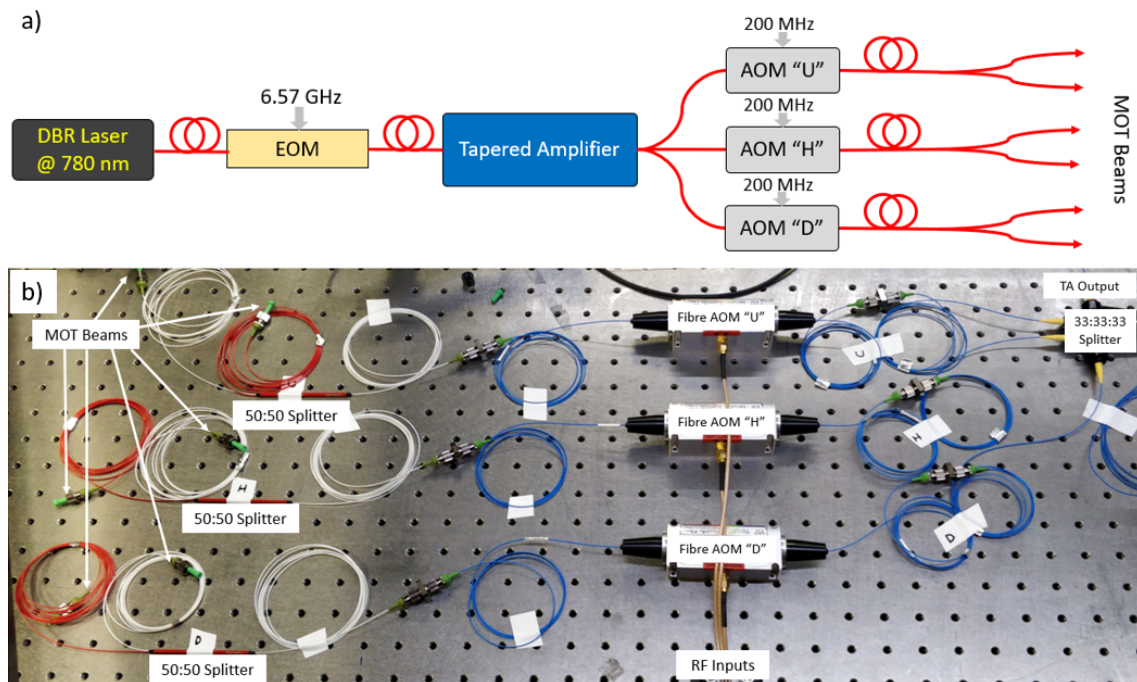 a)
200 MHz
AOM “U”
6.57 GHz
200 MHz
DBR Laser
@ 780 nm
EOM
Tapered Amplifier
AOM “H”
MOT Beams
200 MHz
AOM “D”
b)
TA Output
MOT Beams
Fibre AOM “U”
33:33:33
Splitter
U
50:50 Splitter
Fibre AOM “H”
H
H
50:50 Splitter
Fibre AOM “D”
D
D
50:50 Splitter
RF Inputs